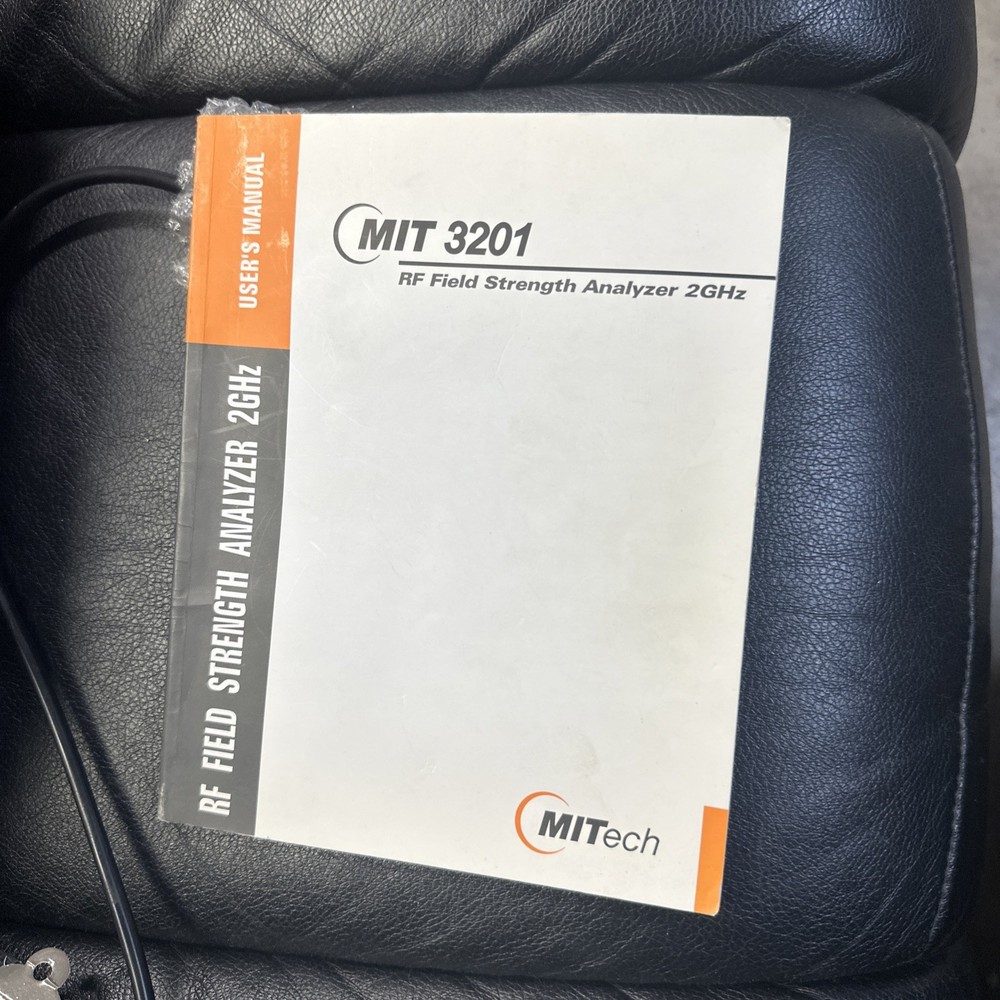 USER'S MANUAL
RF FIELD STRENGTH ANALYZER 2GHz
MIT 3201
RF Field Strength Analyzer 2GHz
MITech